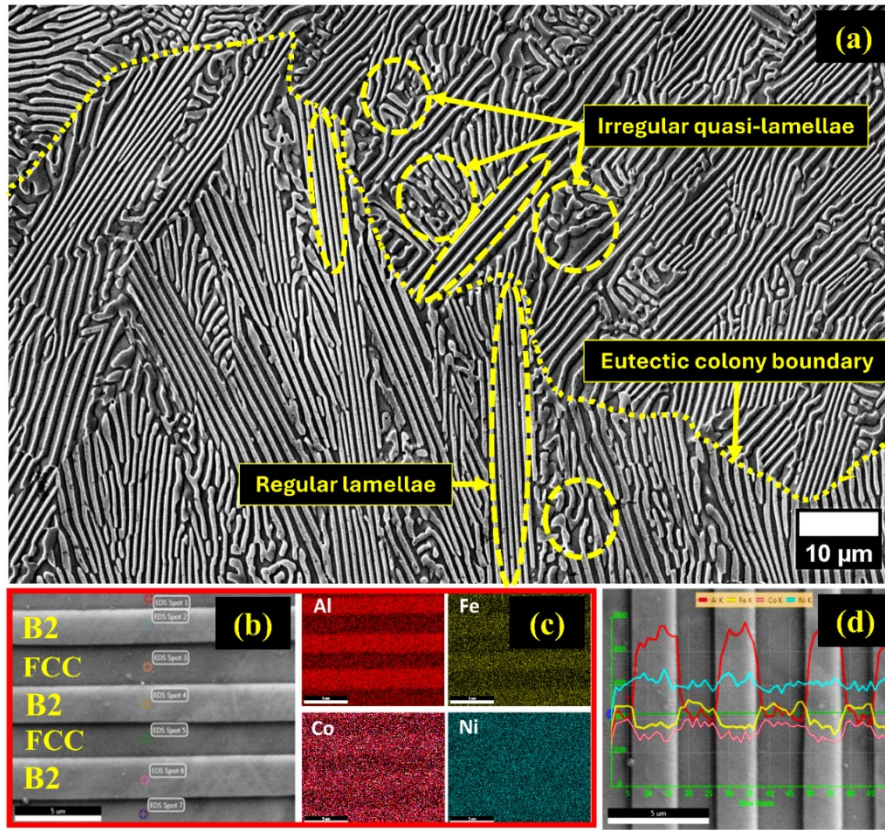 (a)
Irregular quasi-lamellae
Eutectic colony boundary
Regular lamellae
10 µm
(b)
EDS Spot 1
EDS Spot 2
B2
FCC
EDS Spot 3
B2
EDS Spot 4
FCC
EDS Spot 5
B2
EDS Spot 6
EDS Spot 7
5 um
(c)
Al
Fe
Co
Ni
(d)
Al K Fe K Co K Ni K
5 µm